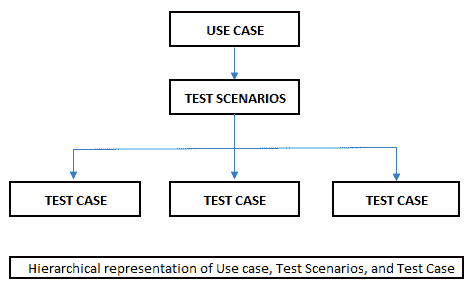 USE CASE
TEST SCENARIOS
TEST CASE
TEST CASE
TEST CASE
Hierarchical representation of Use case, Test Scenarios, and Test Case